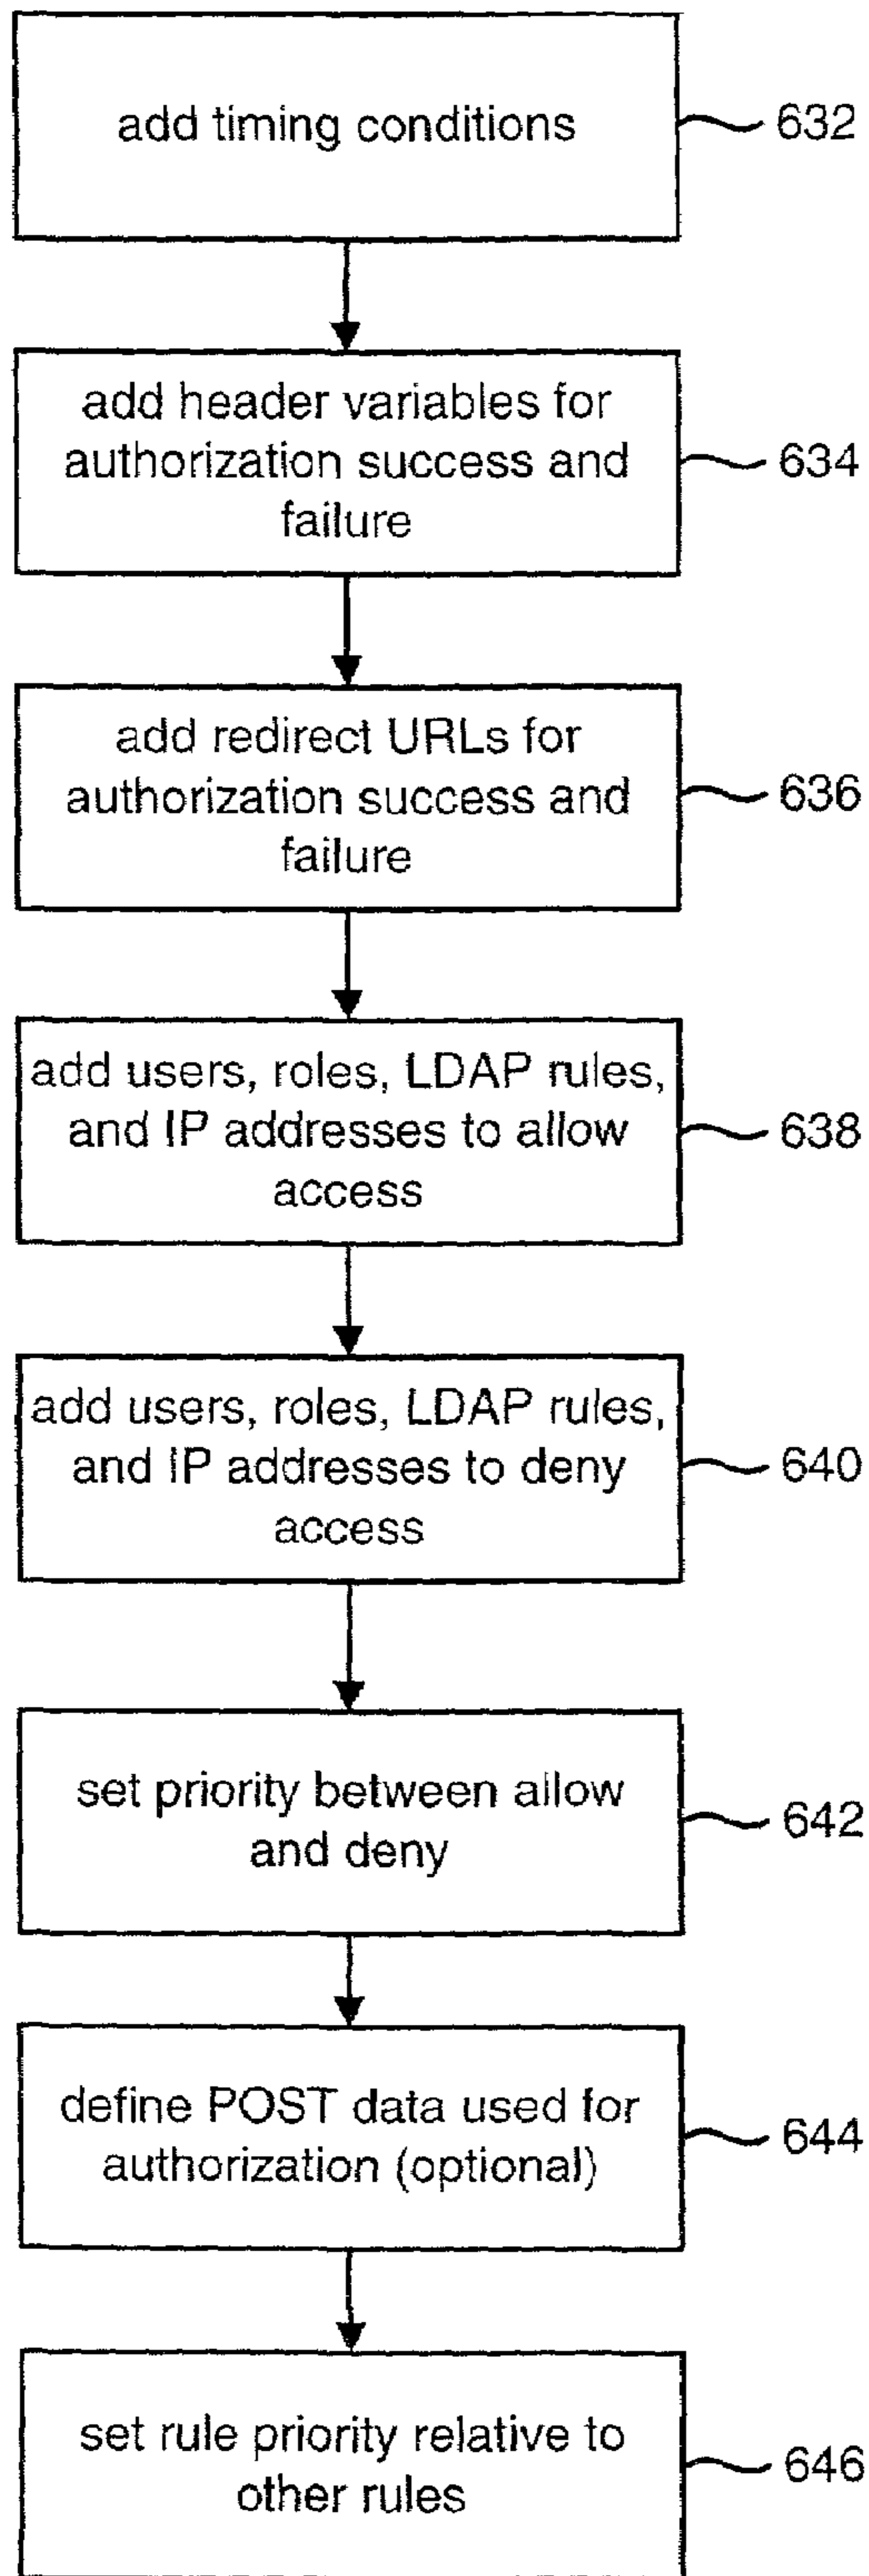 add timing conditions
632
add header variables for
authorization success and
failure
634
add redirect URLs for
authorization success and
failure
636
add users, roles, LDAP rules,
and IP addresses to allow
access
638
add users, roles, LDAP rules,
and IP addresses to deny
access
640
set priority between allow
and deny
642
define POST data used for
authorization (optional)
644
set rule priority relative to
other rules
646